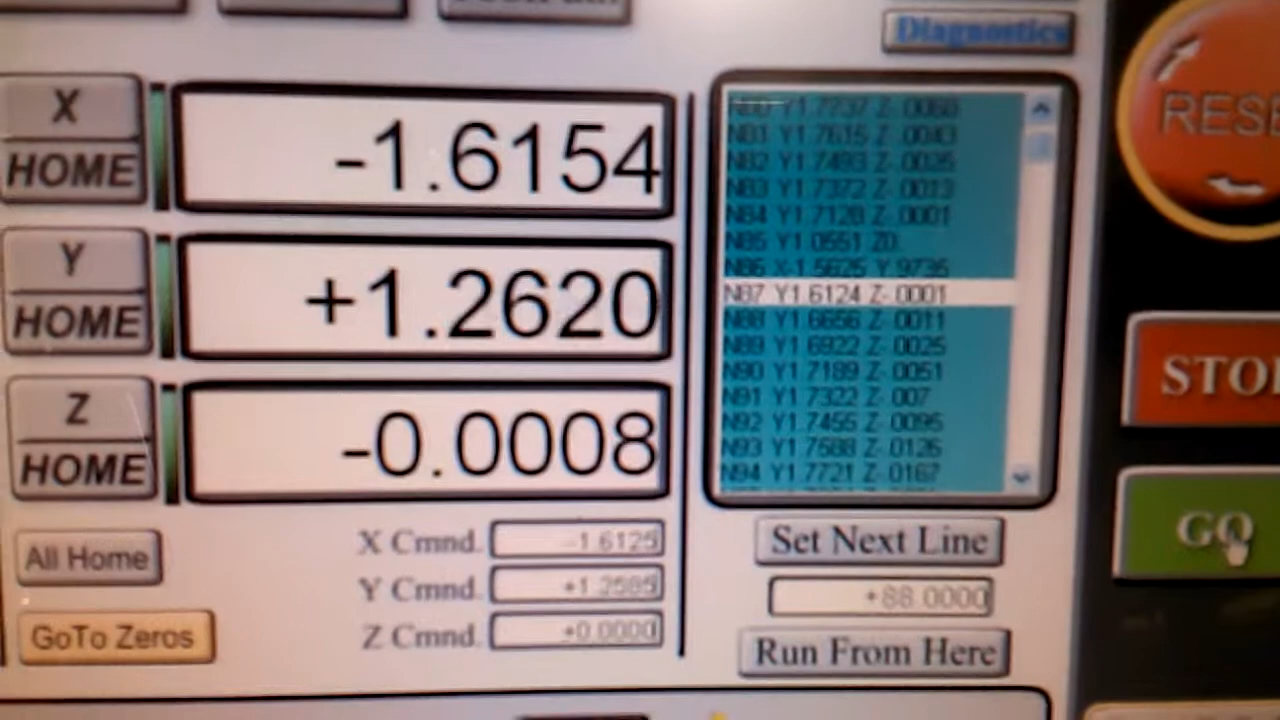 Diagnostics
X
HOME
-1.6154
Y
HOME
+1.2620
Z
HOME
-0.0008
N81 Y1.7615 Z-.0043
N82 Y1.7493 Z-.0026
N83 Y1.7372 Z-.0013
N84 Y1.7128 Z-.0001
N85 Y1.0551 Z0.
N86 X-1.5625 Y.9735
N87 Y1.6124 Z-.0001
N88 Y1.6656 Z-.0011
N89 Y1.6922 Z-.0025
N90 Y1.7189 Z-.0051
N91 Y1.7322 Z-.007
N92 Y1.7455 Z-.0095
N93 Y1.7588 Z-.0126
N94 Y1.7721 Z-.0167
RESE
STO
GO
All Home
GoTo Zeros
X Cmnd. -1.6125
Y Cmnd. +1.2585
Z Cmnd. +0.0000
Set Next Line
+88.0000
Run From Here